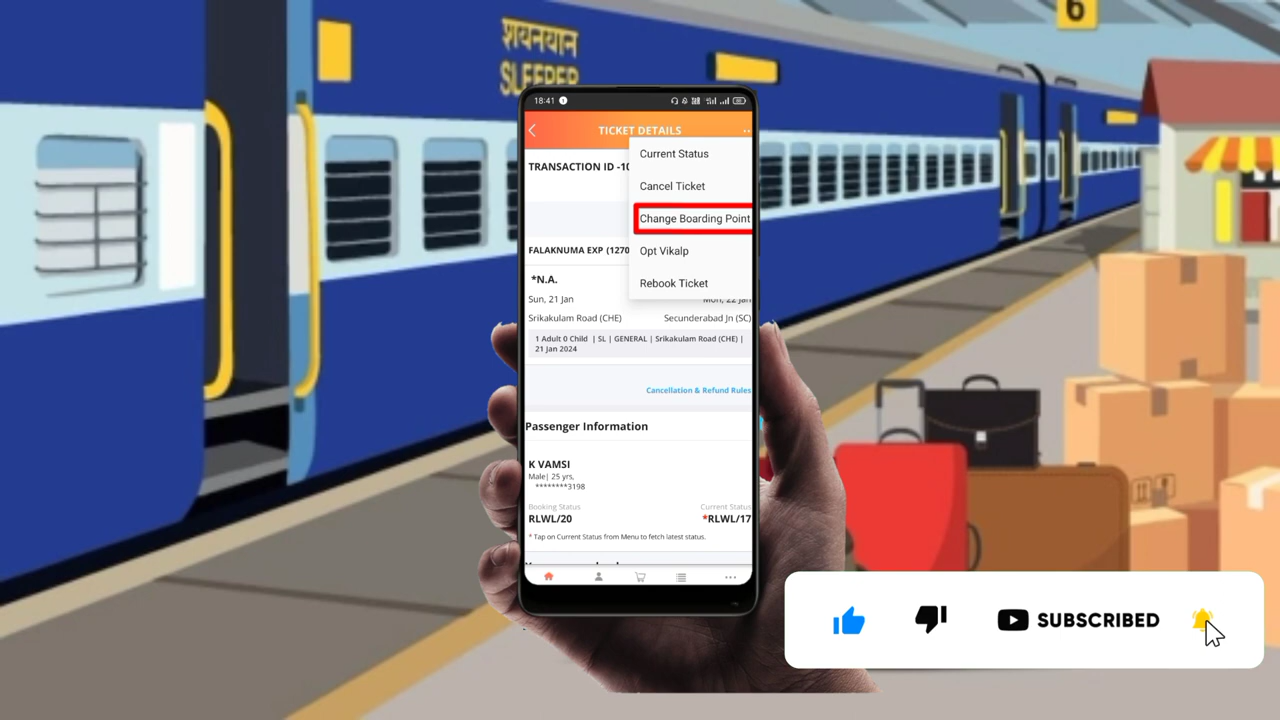 6
शयनयान
SLEEPER
18:41
TICKET DETAILS
Current Status
TRANSACTION ID -10
Cancel Ticket
Change Boarding Point
FALAKNUMA EXP (1270
Opt Vikalp
*N.A.
Rebook Ticket
Sun, 21 Jan
Mon, 22 Jan
Srikakulam Road (CHE)
Secunderabad Jn (SC)
1 Adult 0 Child | SL | GENERAL | Srikakulam Road (CHE) |
21 Jan 2024
Cancellation & Refund Rules
Passenger Information
K VAMSI
Male| 25 yrs,
********3198
Booking Status
Current Status
RLWL/20
*RLWL/17
* Tap on Current Status from Menu to fetch latest status.
SUBSCRIBED